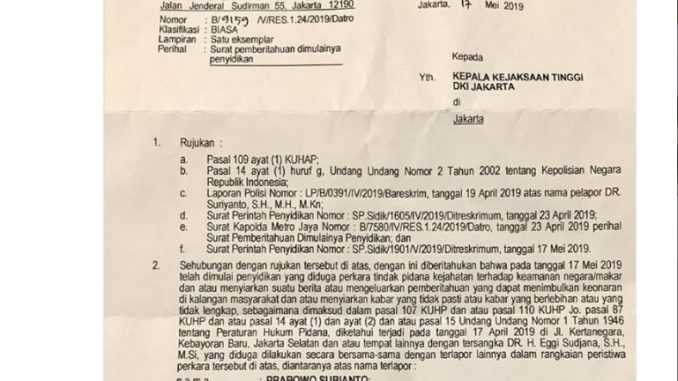 Jalan Jenderal Sudirman 55, Jakarta 12190
Jakarta, 17 Mei 2019
Nomor : B/9159 /V/RES.1.24/2019/Datro
Klasifikasi : BIASA
Lampiran : Satu eksemplar
Perihal : Surat pemberitahuan dimulainya
penyidikan
Kepada
Yth. KEPALA KEJAKSAAN TINGGI
DKI JAKARTA
di
Jakarta
1. Rujukan :
a. Pasal 109 ayat (1) KUHAP;
b. Pasal 14 ayat (1) huruf g, Undang Undang Nomor 2 Tahun 2002 tentang Kepolisian Negara
Republik Indonesia;
c. Laporan Polisi Nomor : LP/B/0391/IV/2019/Bareskrim, tanggal 19 April 2019 atas nama pelapor DR.
Suriyanto, S.H., M.H., M.Kn;
d. Surat Perintah Penyidikan Nomor : SP.Sidik/1605/IV/2019/Ditreskrimum, tanggal 23 April 2019;
e. Surat Kapolda Metro Jaya Nomor : B/7580/IV/RES.1.24/2019/Datro, tanggal 23 April 2019 perihal
Surat Pemberitahuan Dimulainya Penyidikan; dan
f. Surat Perintah Penyidikan Nomor : SP.Sidik/1901/V/2019/Ditreskrimum, tanggal 17 Mei 2019.
2. Sehubungan dengan rujukan tersebut di atas, dengan ini diberitahukan bahwa pada tanggal 17 Mei 2019
telah dimulai penyidikan yang diduga perkara tindak pidana kejahatan terhadap keamanan negara/makar
dan atau menyiarkan suatu berita atau mengeluarkan pemberitahuan yang dapat menimbulkan keonaran
di kalangan masyarakat dan atau menyiarkan kabar yang tidak pasti atau kabar yang berlebihan atau yang
tidak lengkap, sebagaimana dimaksud dalam pasal 107 KUHP dan atau pasal 110 KUHP Jo. pasal 87
KUHP dan atau pasal 14 ayat (1) dan ayat (2) dan atau pasal 15 Undang Undang Nomor 1 Tahun 1946
tentang Peraturan Hukum Pidana, diketahui terjadi pada tanggal 17 April 2019 di Jl. Kertanegara,
Kebayoran Baru, Jakarta Selatan dan atau tempat lainnya dengan tersangka DR. H. Eggi Sudjana, S.H.,
M.Si, yang diduga dilakukan secara bersama-sama dengan terlapor lainnya dalam rangkaian peristiwa
perkara tersebut di atas, diantaranya atas nama terlapor :
n a m a : PRABOWO SUBIANTO;